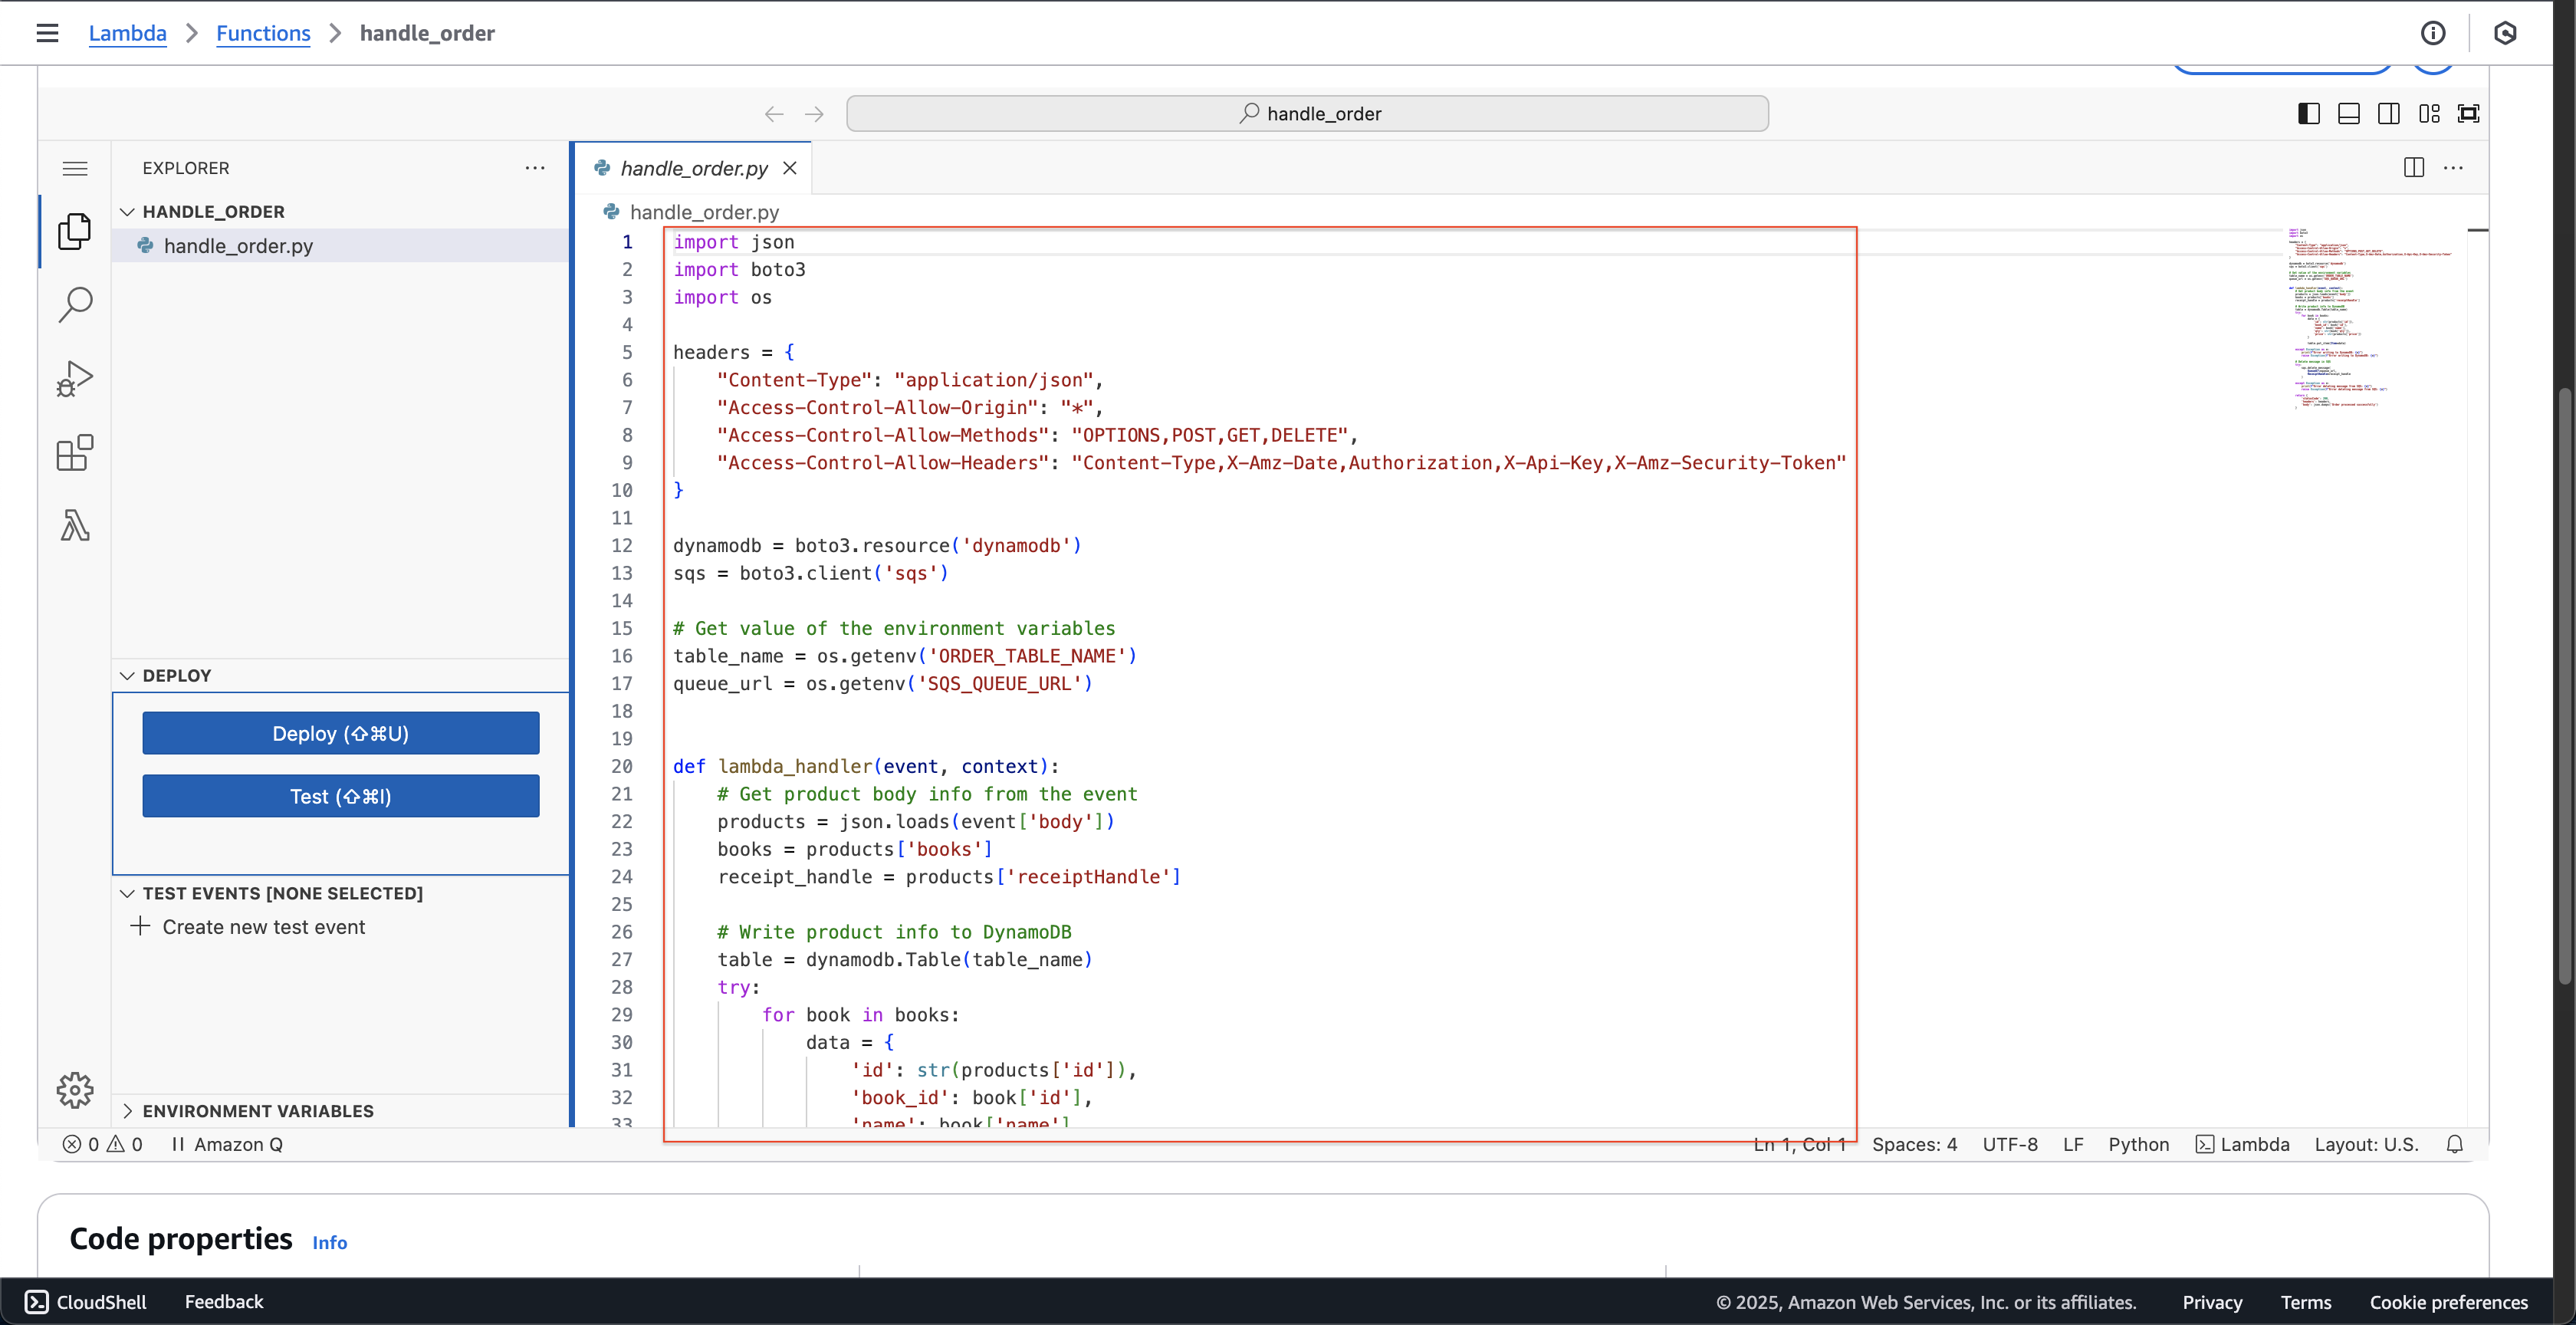 Lambda > Functions > handle_order
handle_order
EXPLORER
HANDLE_ORDER
handle_order.py
DEPLOY
Deploy (⇧⌘U)
Test (⇧⌘I)
TEST EVENTS [NONE SELECTED]
+ Create new test event
ENVIRONMENT VARIABLES
handle_order.py
handle_order.py
1 import json
2 import boto3
3 import os
4
5 headers = {
6     "Content-Type": "application/json",
7     "Access-Control-Allow-Origin": "*",
8     "Access-Control-Allow-Methods": "OPTIONS,POST,GET,DELETE",
9     "Access-Control-Allow-Headers": "Content-Type,X-Amz-Date,Authorization,X-Api-Key,X-Amz-Security-Token"
10 }
11
12 dynamodb = boto3.resource('dynamodb')
13 sqs = boto3.client('sqs')
14
15 # Get value of the environment variables
16 table_name = os.getenv('ORDER_TABLE_NAME')
17 queue_url = os.getenv('SQS_QUEUE_URL')
18
19
20 def lambda_handler(event, context):
21     # Get product body info from the event
22     products = json.loads(event['body'])
23     books = products['books']
24     receipt_handle = products['receiptHandle']
25
26     # Write product info to DynamoDB
27     table = dynamodb.Table(table_name)
28     try:
29         for book in books:
30             data = {
31                 'id': str(products['id']),
32                 'book_id': book['id'],
33                 'name': book['name']
0 0 Amazon Q
Ln 1, Col 1 Spaces: 4 UTF-8 LF Python Lambda Layout: U.S.
Code properties Info
CloudShell Feedback
© 2025, Amazon Web Services, Inc. or its affiliates. Privacy Terms Cookie preferences